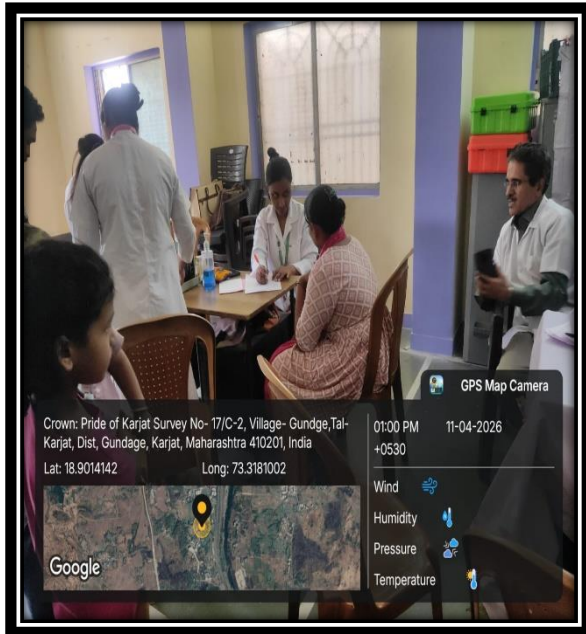 GPS Map Camera
Crown: Pride of Karjat Survey No- 17/C-2, Village- Gundge,Tal-
Karjat, Dist, Gundage, Karjat, Maharashtra 410201, India
Lat: 18.9014142 Long: 73.3181002
Google
01:00 PM 11-04-2026
+0530
Wind
Humidity
Pressure
Temperature